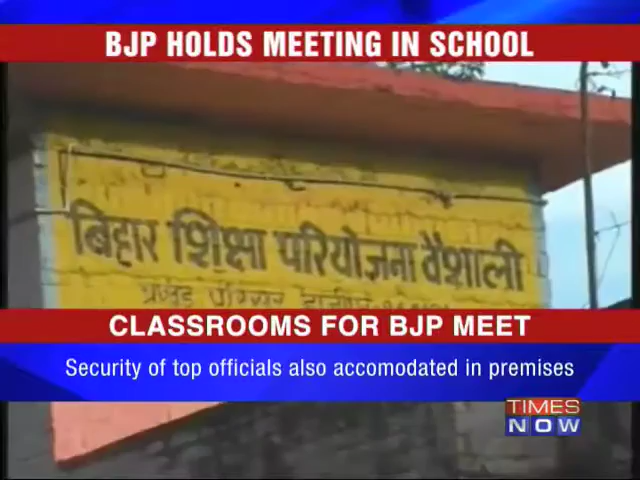 BJP HOLDS MEETING IN SCHOOL
बिहार शिक्षा परियोजना वैशाली
CLASSROOMS FOR BJP MEET
Security of top officials also accomodated in premises
TIMES
NOW